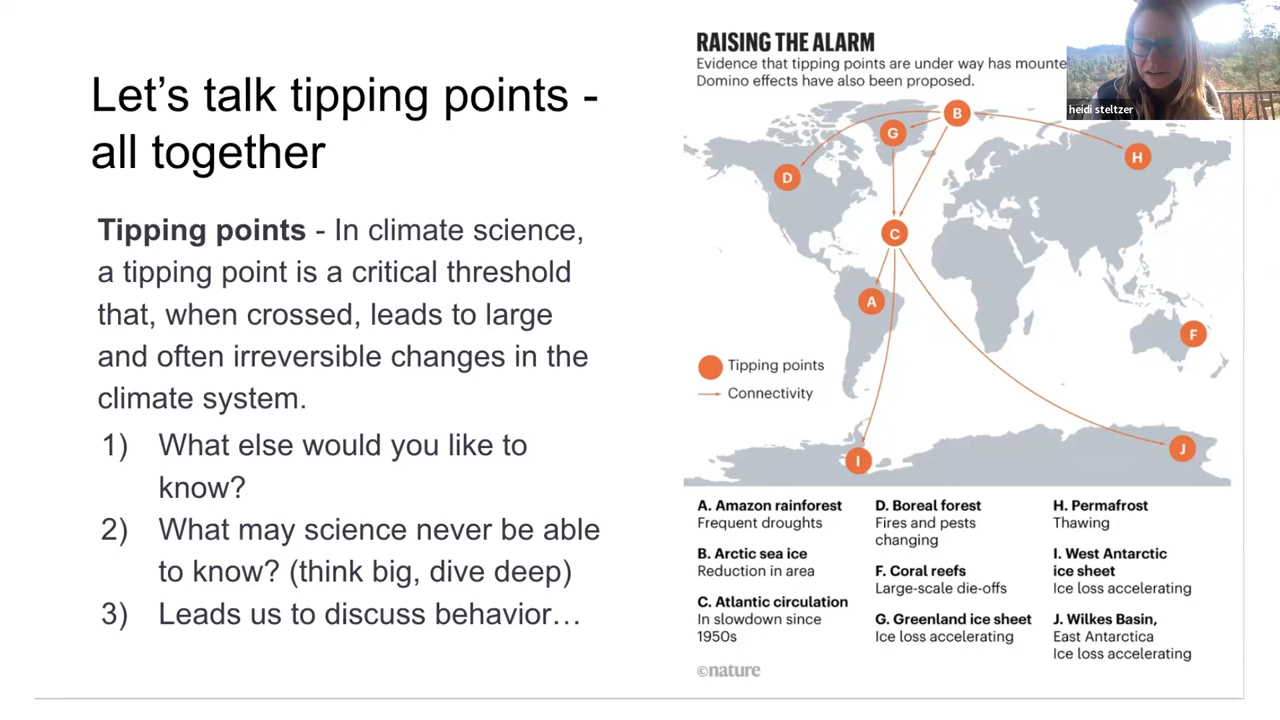 Let's talk tipping points -
all together
Tipping points - In climate science,
a tipping point is a critical threshold
that, when crossed, leads to large
and often irreversible changes in the
climate system.
1) What else would you like to
know?
2) What may science never be able
to know? (think big, dive deep)
3) Leads us to discuss behavior…
RAISING THE ALARM
Evidence that tipping points are under way has mounte
Domino effects have also been proposed.
heidi steltzer
B
G
H
D
C
A
F
Tipping points
Connectivity
I
J
A. Amazon rainforest
Frequent droughts
B. Arctic sea ice
Reduction in area
C. Atlantic circulation
In slowdown since
1950s
D. Boreal forest
Fires and pests
changing
F. Coral reefs
Large-scale die-offs
G. Greenland ice sheet
Ice loss accelerating
H. Permafrost
Thawing
I. West Antarctic
ice sheet
Ice loss accelerating
J. Wilkes Basin,
East Antarctica
Ice loss accelerating
©nature